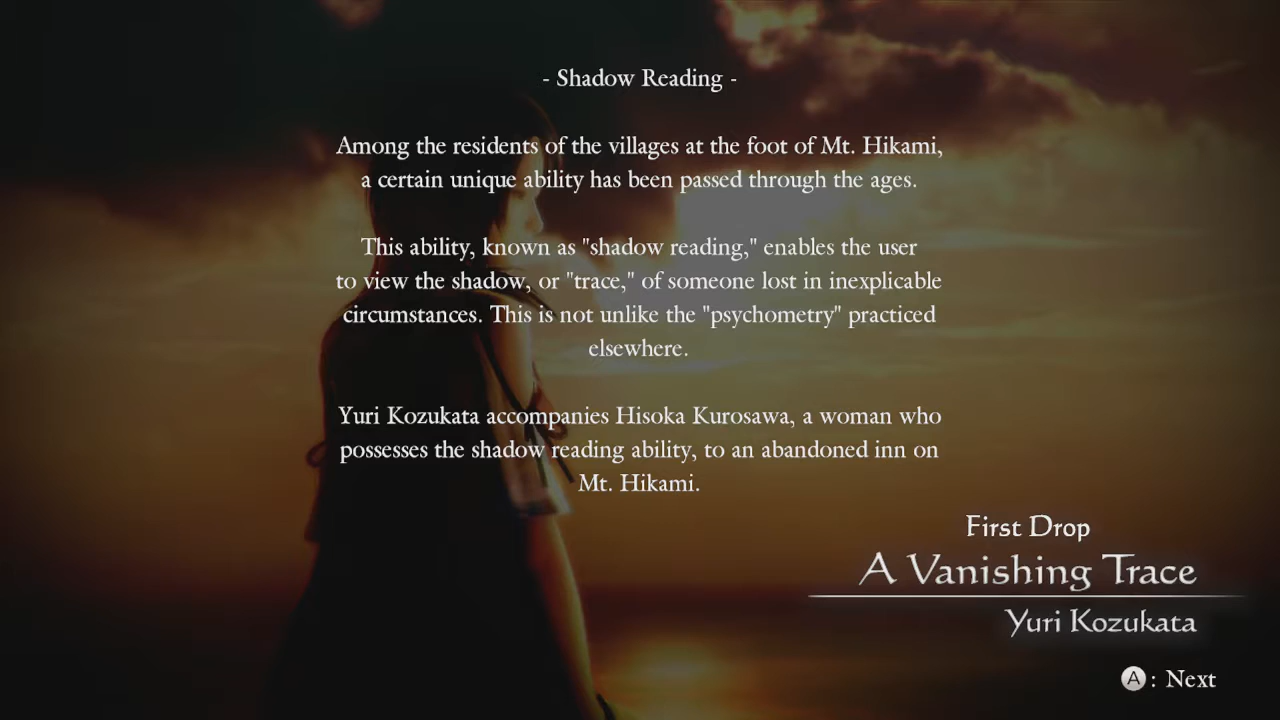 - Shadow Reading -
Among the residents of the villages at the foot of Mt. Hikami,
a certain unique ability has been passed through the ages.
This ability, known as "shadow reading," enables the user
to view the shadow, or "trace," of someone lost in inexplicable
circumstances. This is not unlike the "psychometry" practiced
elsewhere.
Yuri Kozukata accompanies Hisoka Kurosawa, a woman who
possesses the shadow reading ability, to an abandoned inn on
Mt. Hikami.
First Drop
A Vanishing Trace
Yuri Kozukata
A : Next